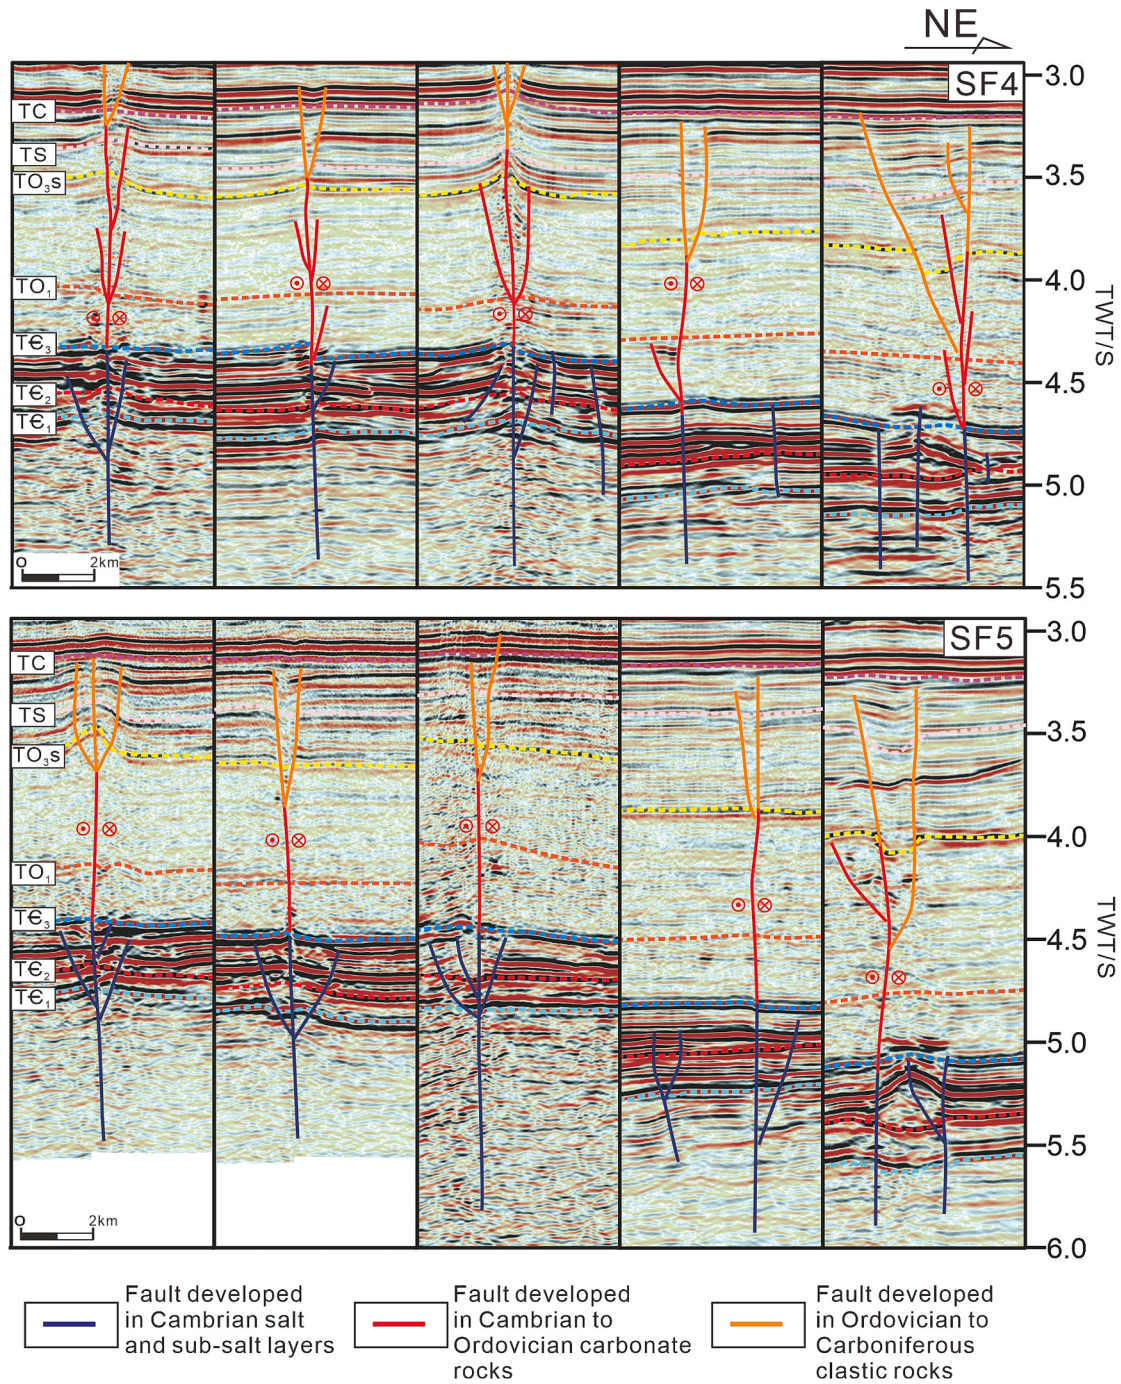 NE
SF4
3.0
TC
TS
3.5
TO₃s
4.0
TO₁
TWT/S
TЄ₃
4.5
TЄ₂
TЄ₁
5.0
O 2km
5.5
SF5
3.0
TC
TS
3.5
TO₃s
4.0
TO₁
TЄ₃
4.5
TWT/S
TЄ₂
TЄ₁
5.0
5.5
O 2km
6.0
Fault developed
in Cambrian salt
and sub-salt layers
Fault developed
in Cambrian to
Ordovician carbonate
rocks
Fault developed
in Ordovician to
Carboniferous
clastic rocks